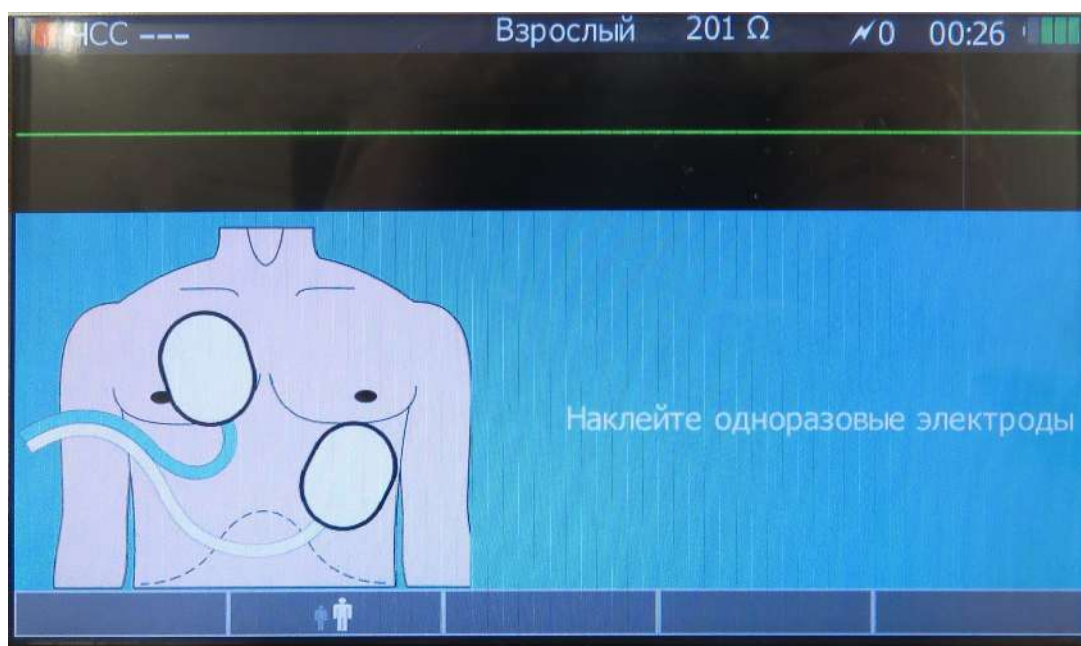 ЧСС --- Взрослый 201 Ω 0 00:26
Наклейте одноразовые электроды